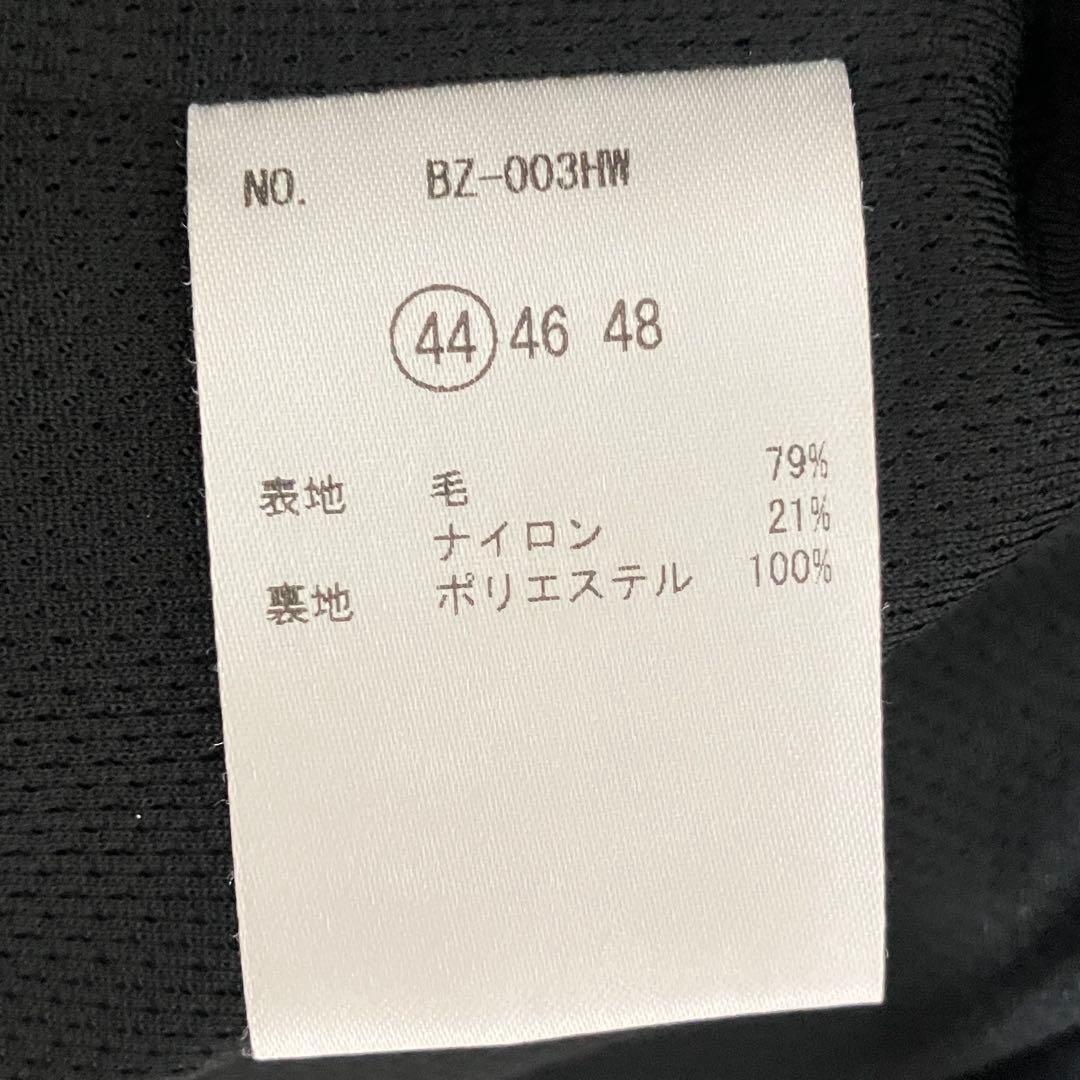 NO. BZ-003HW
44 46 48
表地 毛 79%
ナイロン 21%
裏地 ポリエステル 100%